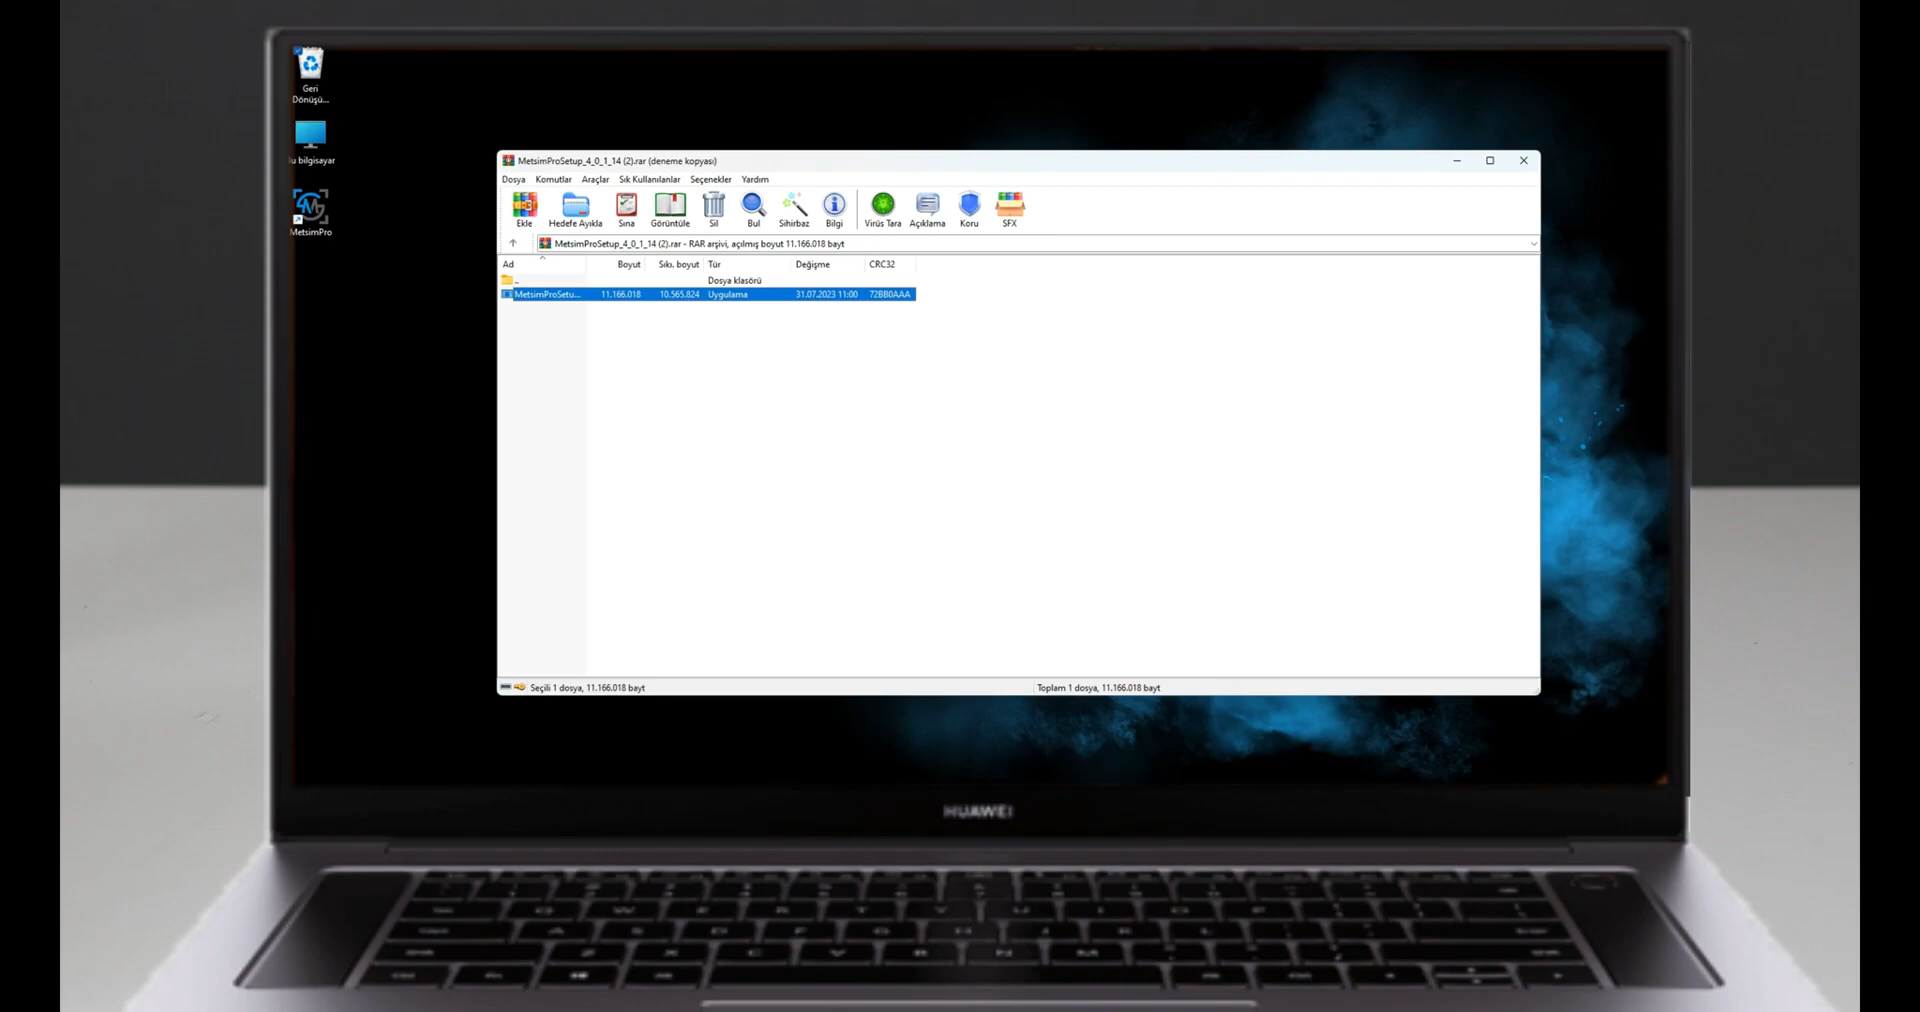 Geri
Dönüşü...
u bilgisayar
MetsimPro
MetsimProSetup_4_0_1_14 (2).rar (deneme kopyası)
Dosya Komutlar Araçlar Sık Kullanılanlar Seçenekler Yardım
Ekle Hedefe Ayıkla Sına Görüntüle Sil Bul Sihirbaz Bilgi Virüs Tara Açıklama Koru SFX
MetsimProSetup_4_0_1_14 (2).rar - RAR arşivi, açılmış boyut 11.166.018 bayt
Ad Boyut Sıkı. boyut Tür Değişme CRC32
.. Dosya klasörü
MetsimProSetu... 11.166.018 10.565.824 Uygulama 31.07.2023 11:00 72BB0AAA
Seçili 1 dosya, 11.166.018 bayt Toplam 1 dosya, 11.166.018 bayt
HUAWEI